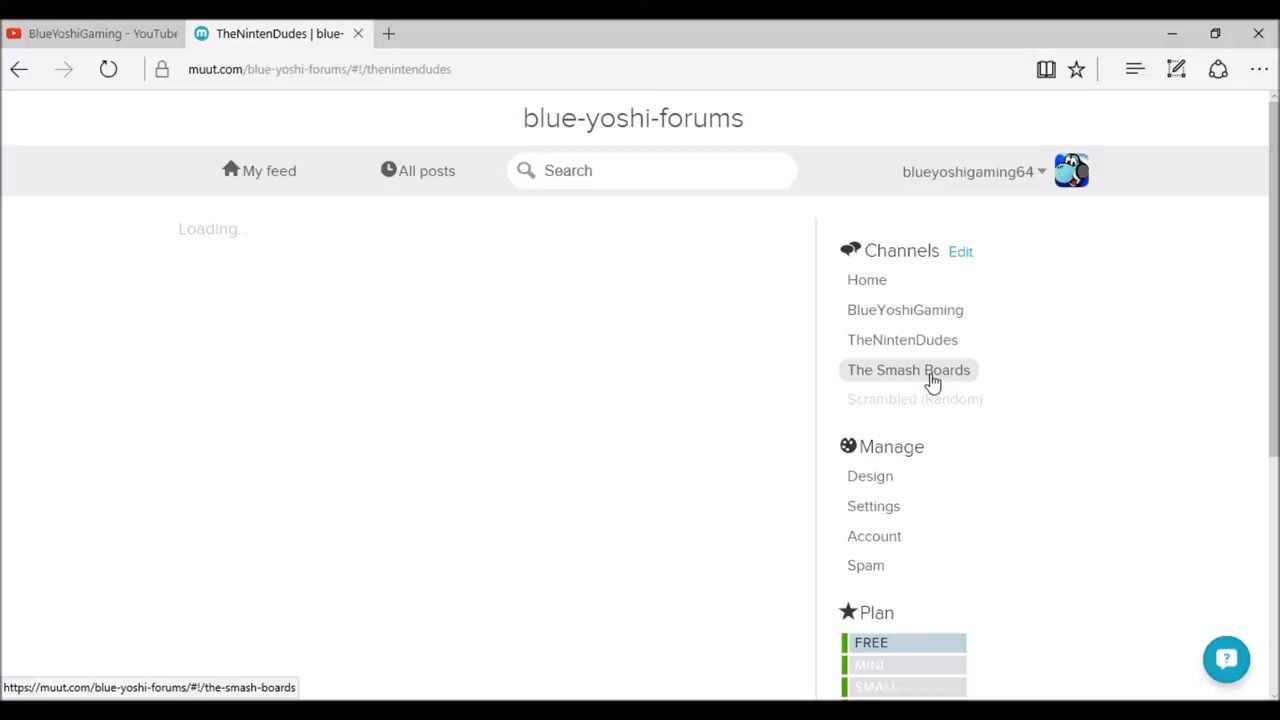 BlueYoshiGaming - YouTube
TheNintenDudes | blue-
muut.com/blue-yoshi-forums/#!/thenintendudes
blue-yoshi-forums
My feed
All posts
Search
blueyoshigaming64
Loading...
Channels Edit
Home
BlueYoshiGaming
TheNintenDudes
The Smash Boards
Scrambled (Random)
Manage
Design
Settings
Account
Spam
Plan
FREE
MINI
SMALL
https://muut.com/blue-yoshi-forums/#!/the-smash-boards